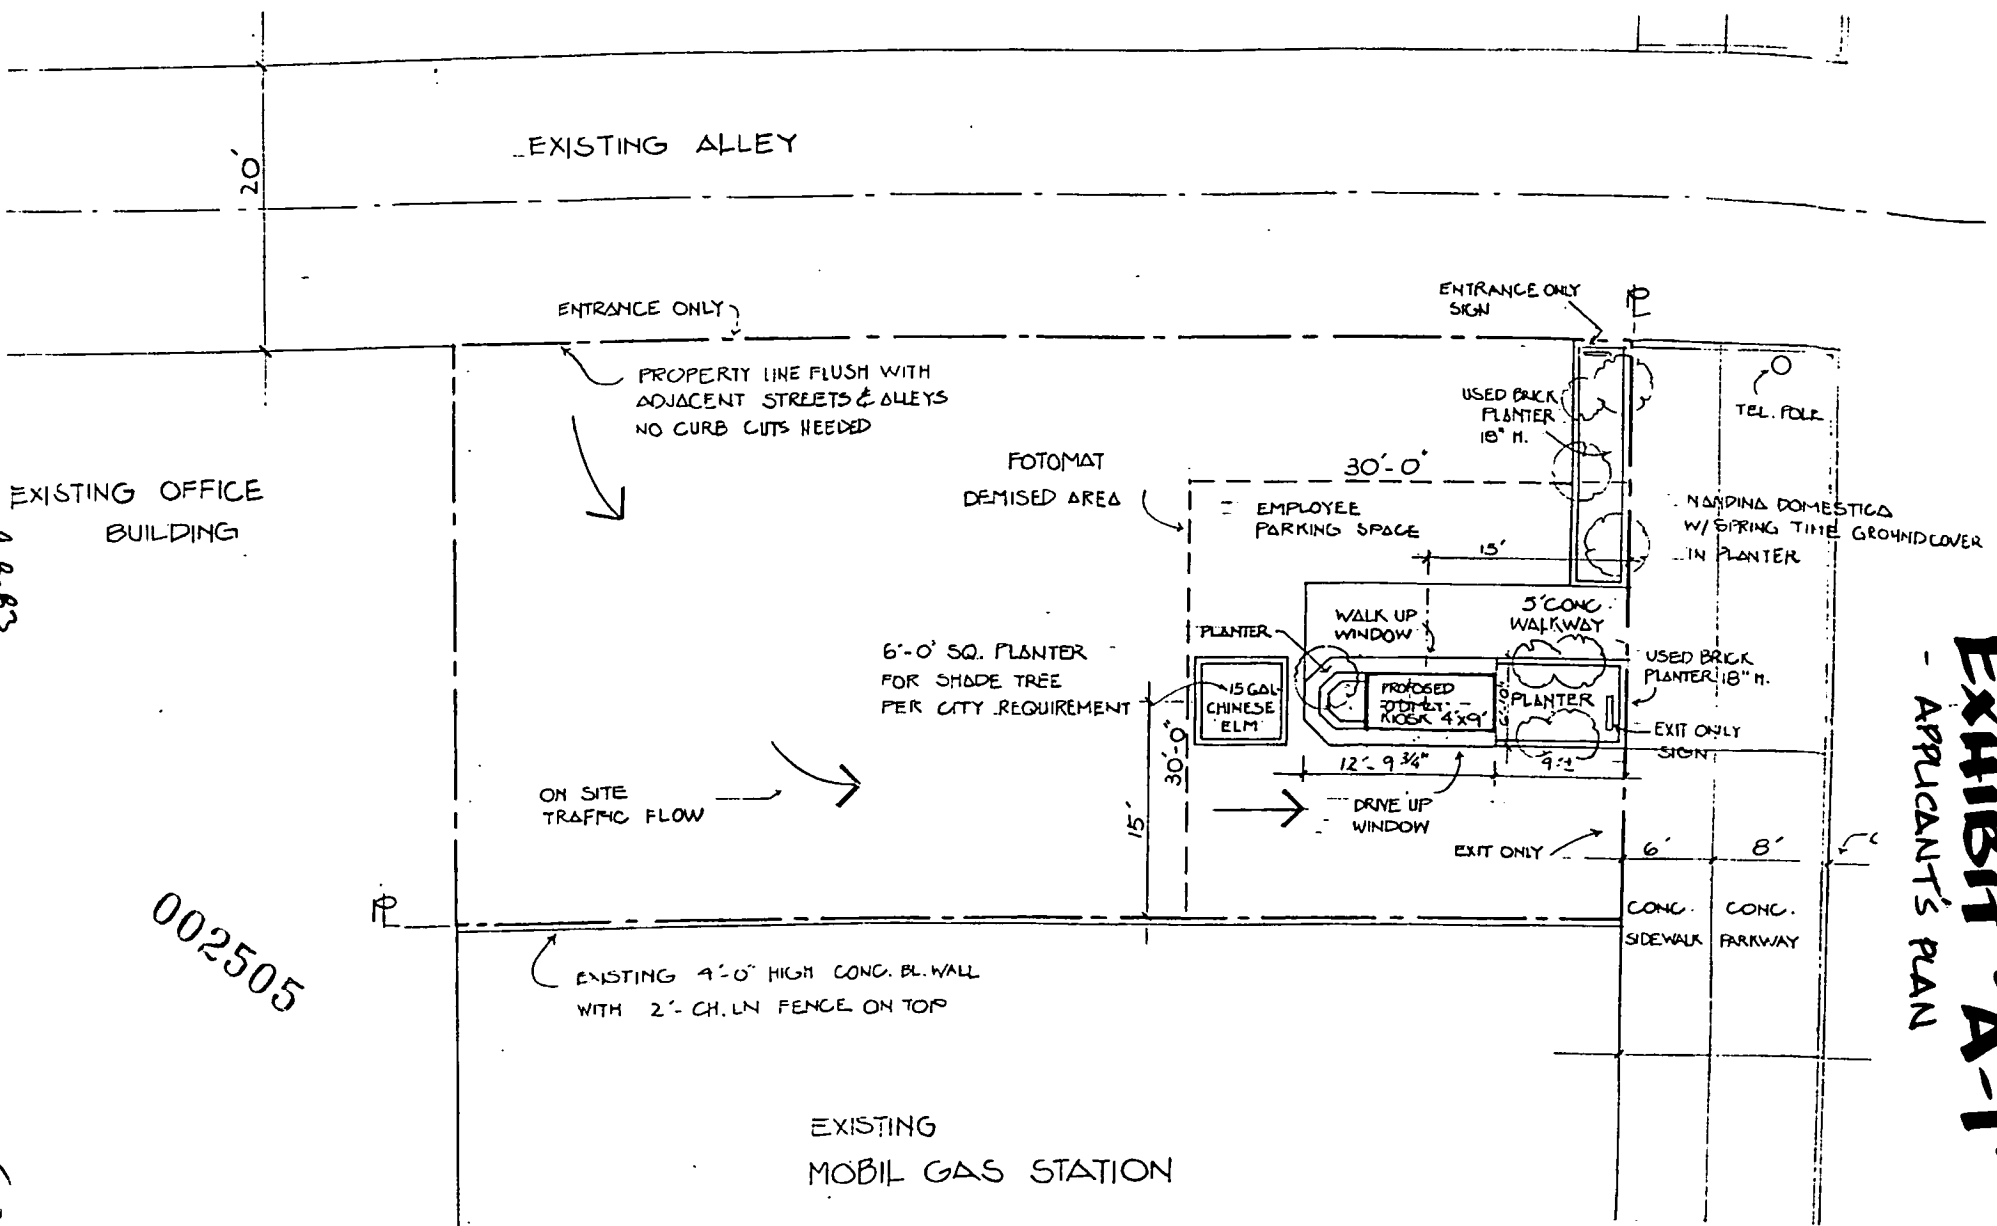 EXISTING ALLEY
20'
ENTRANCE ONLY
ENTRANCE ONLY
SIGN
PL
PROPERTY LINE FLUSH WITH
ADJACENT STREETS & ALLEYS
NO CURB CUTS NEEDED
USED BRICK
PLANTER
18" H.
TEL. POLE
EXISTING OFFICE
BUILDING
FOTOMAT
DEMISED AREA
30'-0"
EMPLOYEE
PARKING SPACE
15'
NANDINA DOMESTICA
W/ SPRING TIME GROUNDCOVER
IN PLANTER
5' CONC.
WALKWAY
WALK UP
WINDOW
PLANTER
6'-0" SQ. PLANTER
FOR SHADE TREE
PER CITY REQUIREMENT
15 GAL
CHINESE
ELM
PROPOSED
KIOSK 4'x9'
6'-10"
PLANTER
USED BRICK
PLANTER 18" H.
EXIT ONLY
SIGN
30'-0"
12'-9 3/4"
9'±
ON SITE
TRAFFIC FLOW
15'
DRIVE UP
WINDOW
EXIT ONLY
6'
8'
CONC.
SIDEWALK
CONC.
PARKWAY
PL
002505
EXISTING 4'-0" HIGH CONC. BL. WALL
WITH 2'- CH. LN FENCE ON TOP
EXISTING
MOBIL GAS STATION
EXHIBIT A-1
- APPLICANT'S PLAN